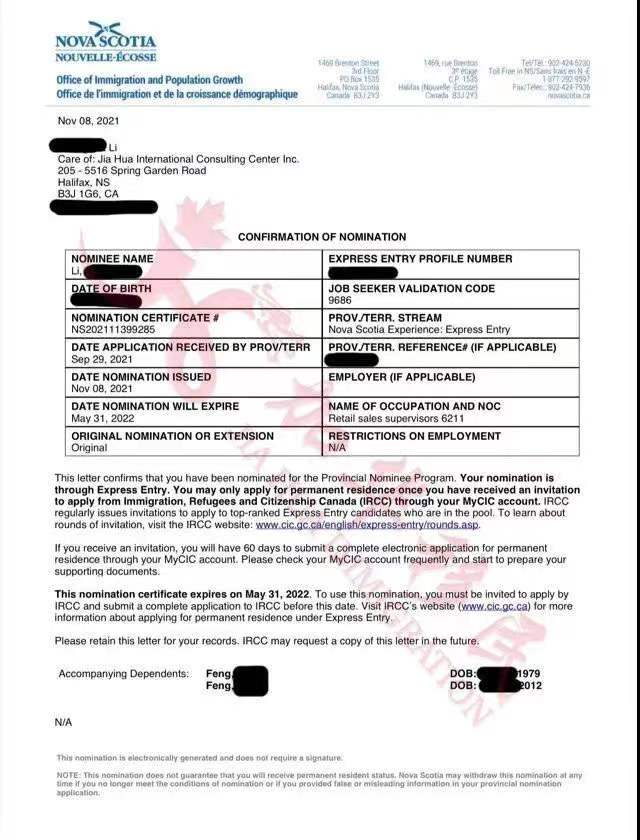 NOVA SCOTIA
NOUVELLE-ÉCOSSE
Office of Immigration and Population Growth
Office de l'immigration et de la croissance démographique
1469 Brenton Street
3rd Floor
PO Box 1535
Halifax, Nova Scotia
Canada B3J 2Y3
1469, rue Brenton
3e étage
C.P. 1535
Halifax (Nouvelle-Écosse)
Canada B3J 2Y3
Tel/Tél.: 902-424-5230
Toll Free in NS/Sans frais en N.-É.
1-877-292-9597
Fax/Téléc.: 902-424-7936
novascotia.ca
Nov 08, 2021
Li
Care of: Jia Hua International Consulting Center Inc.
205 - 5516 Spring Garden Road
Halifax, NS
B3J 1G6, CA
CONFIRMATION OF NOMINATION
NOMINEE NAME
Li,
EXPRESS ENTRY PROFILE NUMBER
DATE OF BIRTH
JOB SEEKER VALIDATION CODE
9686
NOMINATION CERTIFICATE #
NS202111399285
PROV./TERR. STREAM
Nova Scotia Experience: Express Entry
DATE APPLICATION RECEIVED BY PROV/TERR
Sep 29, 2021
PROV./TERR. REFERENCE# (IF APPLICABLE)
DATE NOMINATION ISSUED
Nov 08, 2021
EMPLOYER (IF APPLICABLE)
DATE NOMINATION WILL EXPIRE
May 31, 2022
NAME OF OCCUPATION AND NOC
Retail sales supervisors 6211
ORIGINAL NOMINATION OR EXTENSION
Original
RESTRICTIONS ON EMPLOYMENT
N/A
This letter confirms that you have been nominated for the Provincial Nominee Program. Your nomination is
through Express Entry. You may only apply for permanent residence once you have received an invitation
to apply from Immigration, Refugees and Citizenship Canada (IRCC) through your MyCIC account. IRCC
regularly issues invitations to apply to top-ranked Express Entry candidates who are in the pool. To learn about
rounds of invitation, visit the IRCC website: www.cic.gc.ca/english/express-entry/rounds.asp.
If you receive an invitation, you will have 60 days to submit a complete electronic application for permanent
residence through your MyCIC account. Please check your MyCIC account frequently and start to prepare your
supporting documents.
This nomination certificate expires on May 31, 2022. To use this nomination, you must be invited to apply by
IRCC and submit a complete application to IRCC before this date. Visit IRCC's website (www.cic.gc.ca) for more
information about applying for permanent residence under Express Entry.
Please retain this letter for your records. IRCC may request a copy of this letter in the future.
Accompanying Dependents: Feng, DOB: 1979
Feng, DOB: 2012
N/A
This nomination is electronically generated and does not require a signature.
NOTE: This nomination does not guarantee that you will receive permanent resident status. Nova Scotia may withdraw this nomination at any
time if you no longer meet the conditions of nomination or if you provided false or misleading information in your provincial nomination
application.